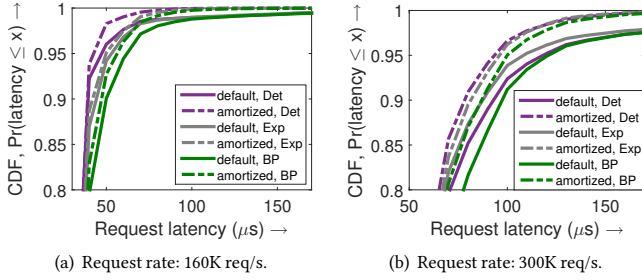 CDF, Pr(latency ≤ x) →
1
0.95
0.9
0.85
0.8
default, Det
amortized, Det
default, Exp
amortized, Exp
default, BP
amortized, BP
50
100
150
Request latency (μs) →
(a) Request rate: 160K req/s.
CDF, Pr(latency ≤ x) →
1
0.95
0.9
0.85
0.8
default, Det
amortized, Det
default, Exp
amortized, Exp
default, BP
amortized, BP
50
100
150
Request latency (μs) →
(b) Request rate: 300K req/s.